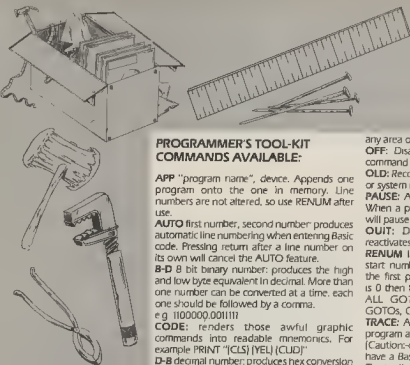 PROGRAMMER'S TOOL-KIT
COMMANDS AVAILABLE:
APP "program name", device. Appends one
program onto the one in memory. Line
numbers are not altered, so use RENUM after
use.
AUTO first number, second number produces
automatic line numbering when entering Basic
code. Pressing return after a line number on
its own will cancel the AUTO feature.
B-D 8 bit binary number: produces the high
and low byte equivalent in decimal. More than
one number can be converted at a time. each
one should be followed by a comma.
e.g 11000000.00111111
CODE: renders those awful graphic
commands into readable mnemonics. For
example PRINT "(CLS) (YEL) (CUD)"
D-B decimal number: produces hex conversion
any area o
OFF: Disa
command
OLD: Reco
or system
PAUSE: A
When a p
will pause
QUIT: D
reactivates
RENUM l
start numb
the first p
is 0 then
ALL GOT
GOTOs, G
TRACE: A
program a
(Caution:-
have a Bas